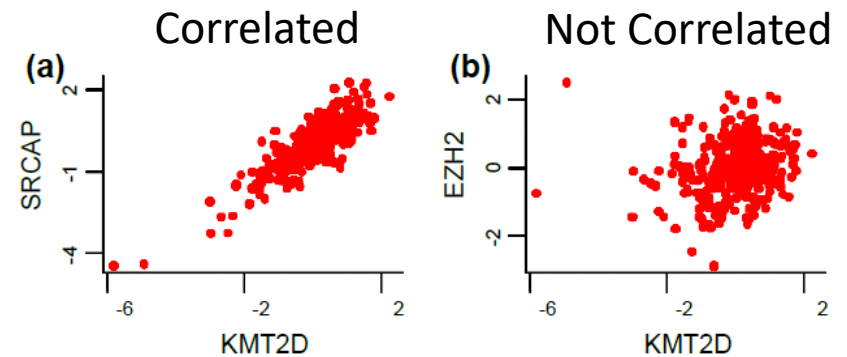 Correlated
(a)
SRCAP
2
-1
-4
-6
-2
2
KMT2D
Not Correlated
(b)
EZH2
2
0
-2
-6
-2
2
KMT2D